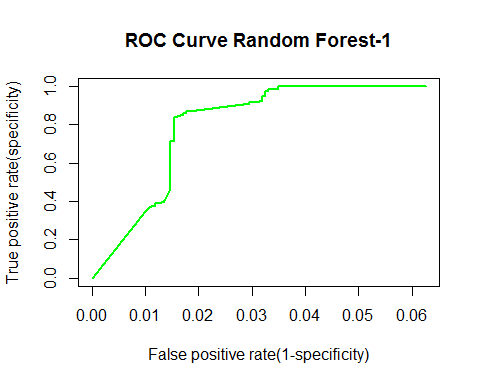 ROC Curve Random Forest-1
True positive rate(specificity)
1.0
0.8
0.6
0.4
0.2
0.0
0.00 0.01 0.02 0.03 0.04 0.05 0.06
False positive rate(1-specificity)